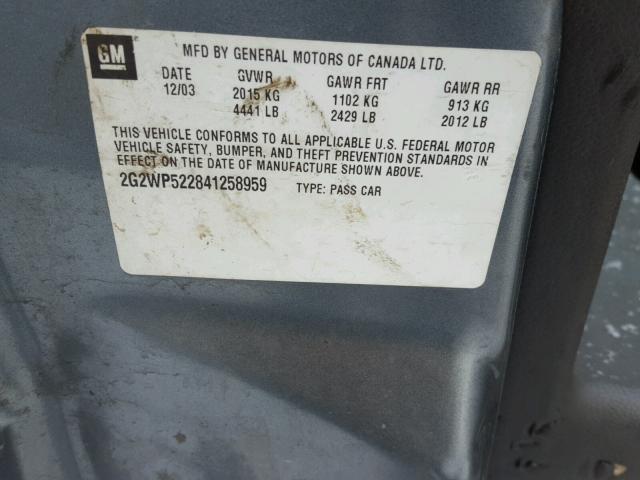 GM
MFD BY GENERAL MOTORS OF CANADA LTD.
DATE GVWR GAWR FRT GAWR RR
12/03 2015 KG 1102 KG 913 KG
4441 LB 2429 LB 2012 LB
THIS VEHICLE CONFORMS TO ALL APPLICABLE U.S. FEDERAL MOTOR
VEHICLE SAFETY, BUMPER, AND THEFT PREVENTION STANDARDS IN
EFFECT ON THE DATE OF MANUFACTURE SHOWN ABOVE.
2G2WP522841258959 TYPE: PASS CAR